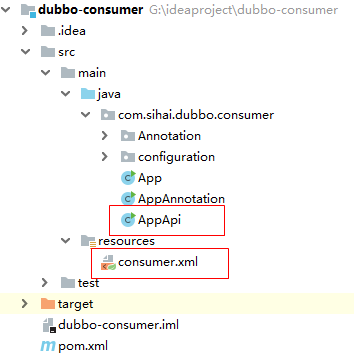 dubbo-consumer G:\ideaproject\dubbo-consumer
.idea
src
main
java
com.sihai.dubbo.consumer
Annotation
configuration
App
AppAnnotation
AppApi
resources
consumer.xml
test
target
dubbo-consumer.iml
pom.xml